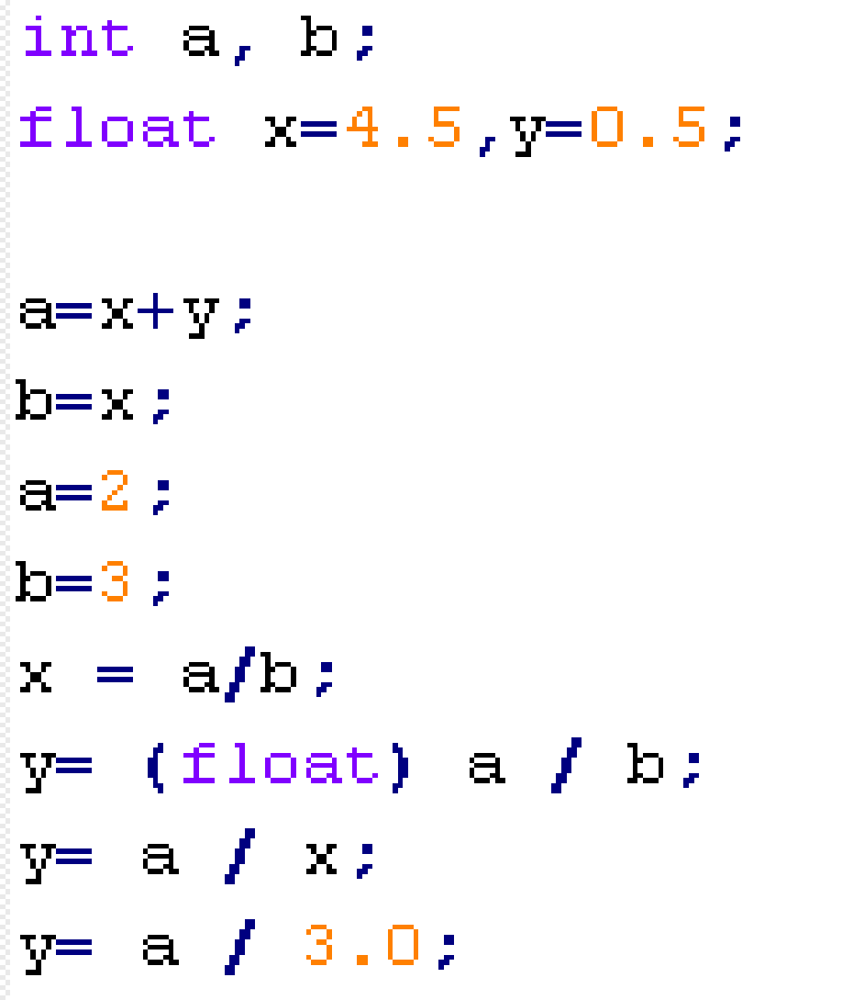 int a, b;
float x=4.5,y=0.5;
a=x+y;
b=x;
a=2;
b=3;
x = a/b;
y= (float) a / b;
y= a / x;
y= a / 3.0;